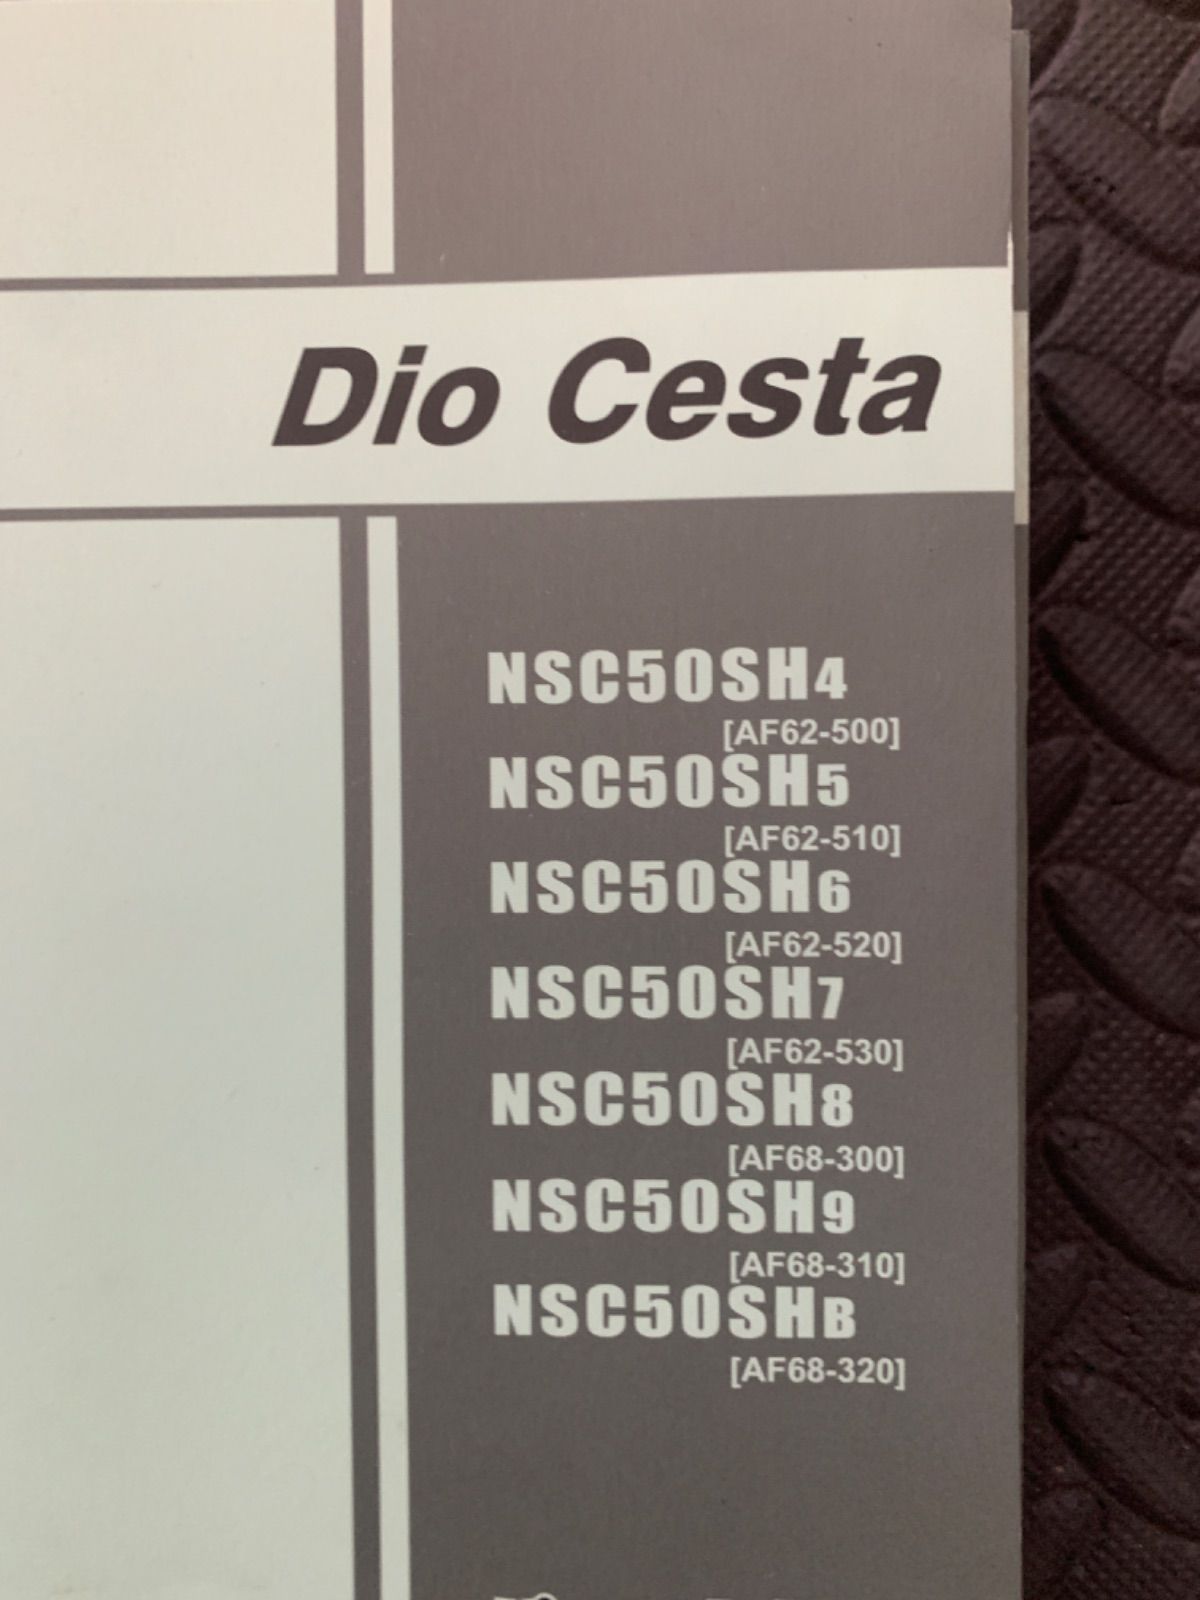 Dio Cesta
NSC50SH4
[AF62-500]
NSC50SH5
[AF62-510]
NSC50SH6
[AF62-520]
NSC50SH7
[AF62-530]
NSC50SH8
[AF68-300]
NSC50SH9
[AF68-310]
NSC50SHB
[AF68-320]